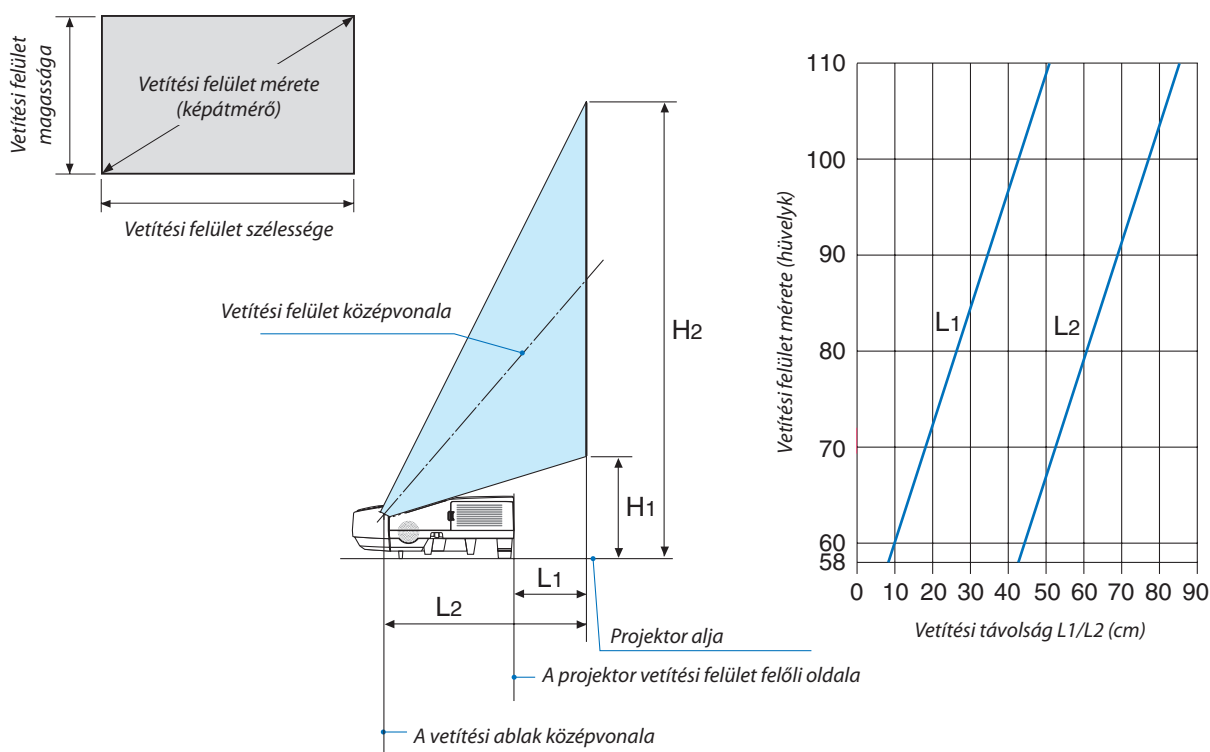 Vetítési felület
magassága
Vetítési felület mérete
(képátmérő)
Vetítési felület szélessége
Vetítési felület középvonala
H2
H1
L1
L2
Projektor alja
A projektor vetítési felület felőli oldala
A vetítési ablak középvonala
Vetítési felület mérete (hüvelyk)
110
100
90
80
70
60
58
L1
L2
0 10 20 30 40 50 60 70 80 90
Vetítési távolság L1/L2 (cm)